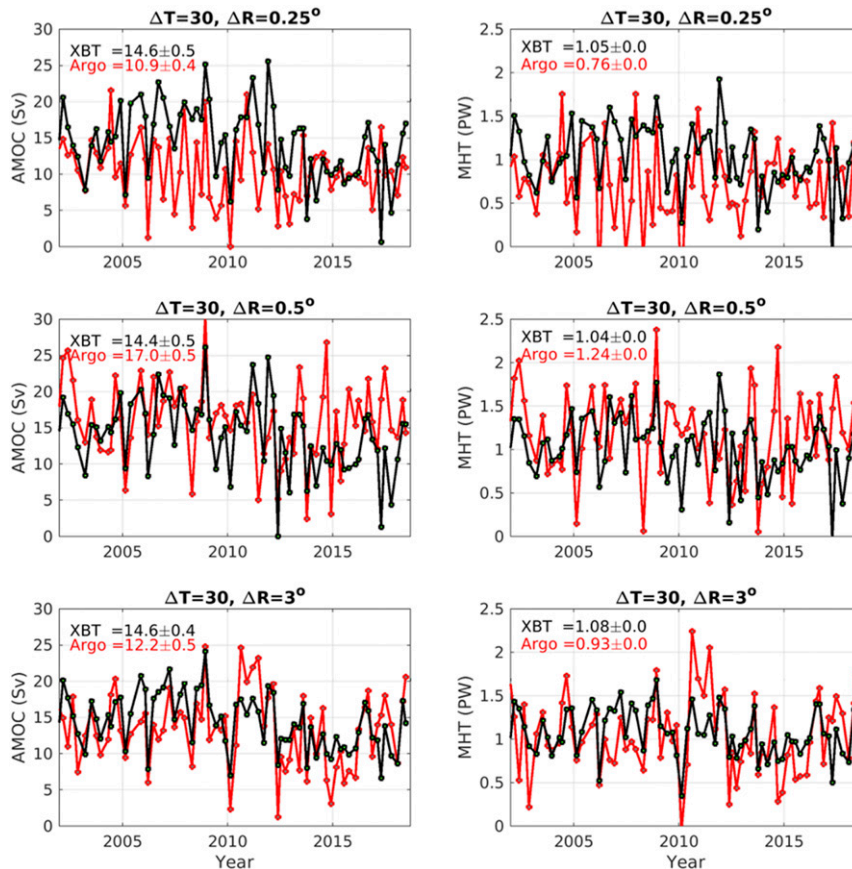 ΔT=30, ΔR=0.25°
XBT =14.6±0.5
Argo =10.9±0.4
AMOC (Sv)
30
25
20
15
10
5
0
2005 2010 2015
ΔT=30, ΔR=0.25°
XBT =1.05±0.0
Argo =0.76±0.0
MHT (PW)
2.5
2
1.5
1
0.5
0
2005 2010 2015
ΔT=30, ΔR=0.5°
XBT =14.4±0.5
Argo =17.0±0.5
AMOC (Sv)
30
25
20
15
10
5
0
2005 2010 2015
ΔT=30, ΔR=0.5°
XBT =1.04±0.0
Argo =1.24±0.0
MHT (PW)
2.5
2
1.5
1
0.5
0
2005 2010 2015
ΔT=30, ΔR=3°
XBT =14.6±0.4
Argo =12.2±0.5
AMOC (Sv)
30
25
20
15
10
5
0
2005 2010 2015
Year
ΔT=30, ΔR=3°
XBT =1.08±0.0
Argo =0.93±0.0
MHT (PW)
2.5
2
1.5
1
0.5
0
2005 2010 2015
Year